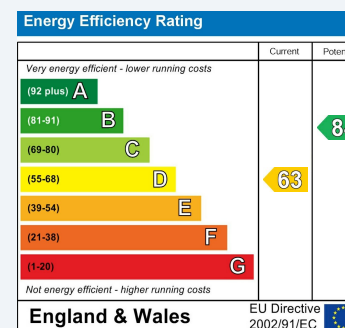 Energy Efficiency Rating
Current
Very energy efficient - lower running costs
(92 plus) A
(81-91) B
(69-80) C
(55-68) D
63
(39-54) E
(21-38) F
(1-20) G
Not energy efficient - higher running costs
England & Wales
EU Directive
2002/91/EC